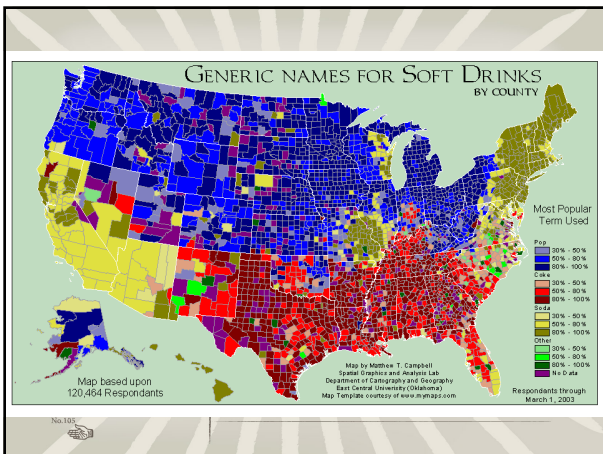 GENERIC NAMES FOR SOFT DRINKS
BY COUNTY
Most Popular
Term Used
Pop
30% - 50%
50% - 80%
80% - 100%
Coke
30% - 50%
50% - 80%
80% - 100%
Soda
30% - 50%
50% - 80%
80% - 100%
Other
30% - 50%
50% - 80%
80% - 100%
No Data
Map based upon
120,464 Respondants
Map by Matthew T. Campbell
Spatial Graphics and Analysis Lab
Department of Cartography and Geography
East Central University (Oklahoma)
Map Template courtesy of www.mymaps.com
Respondants through
March 1, 2003
No.105